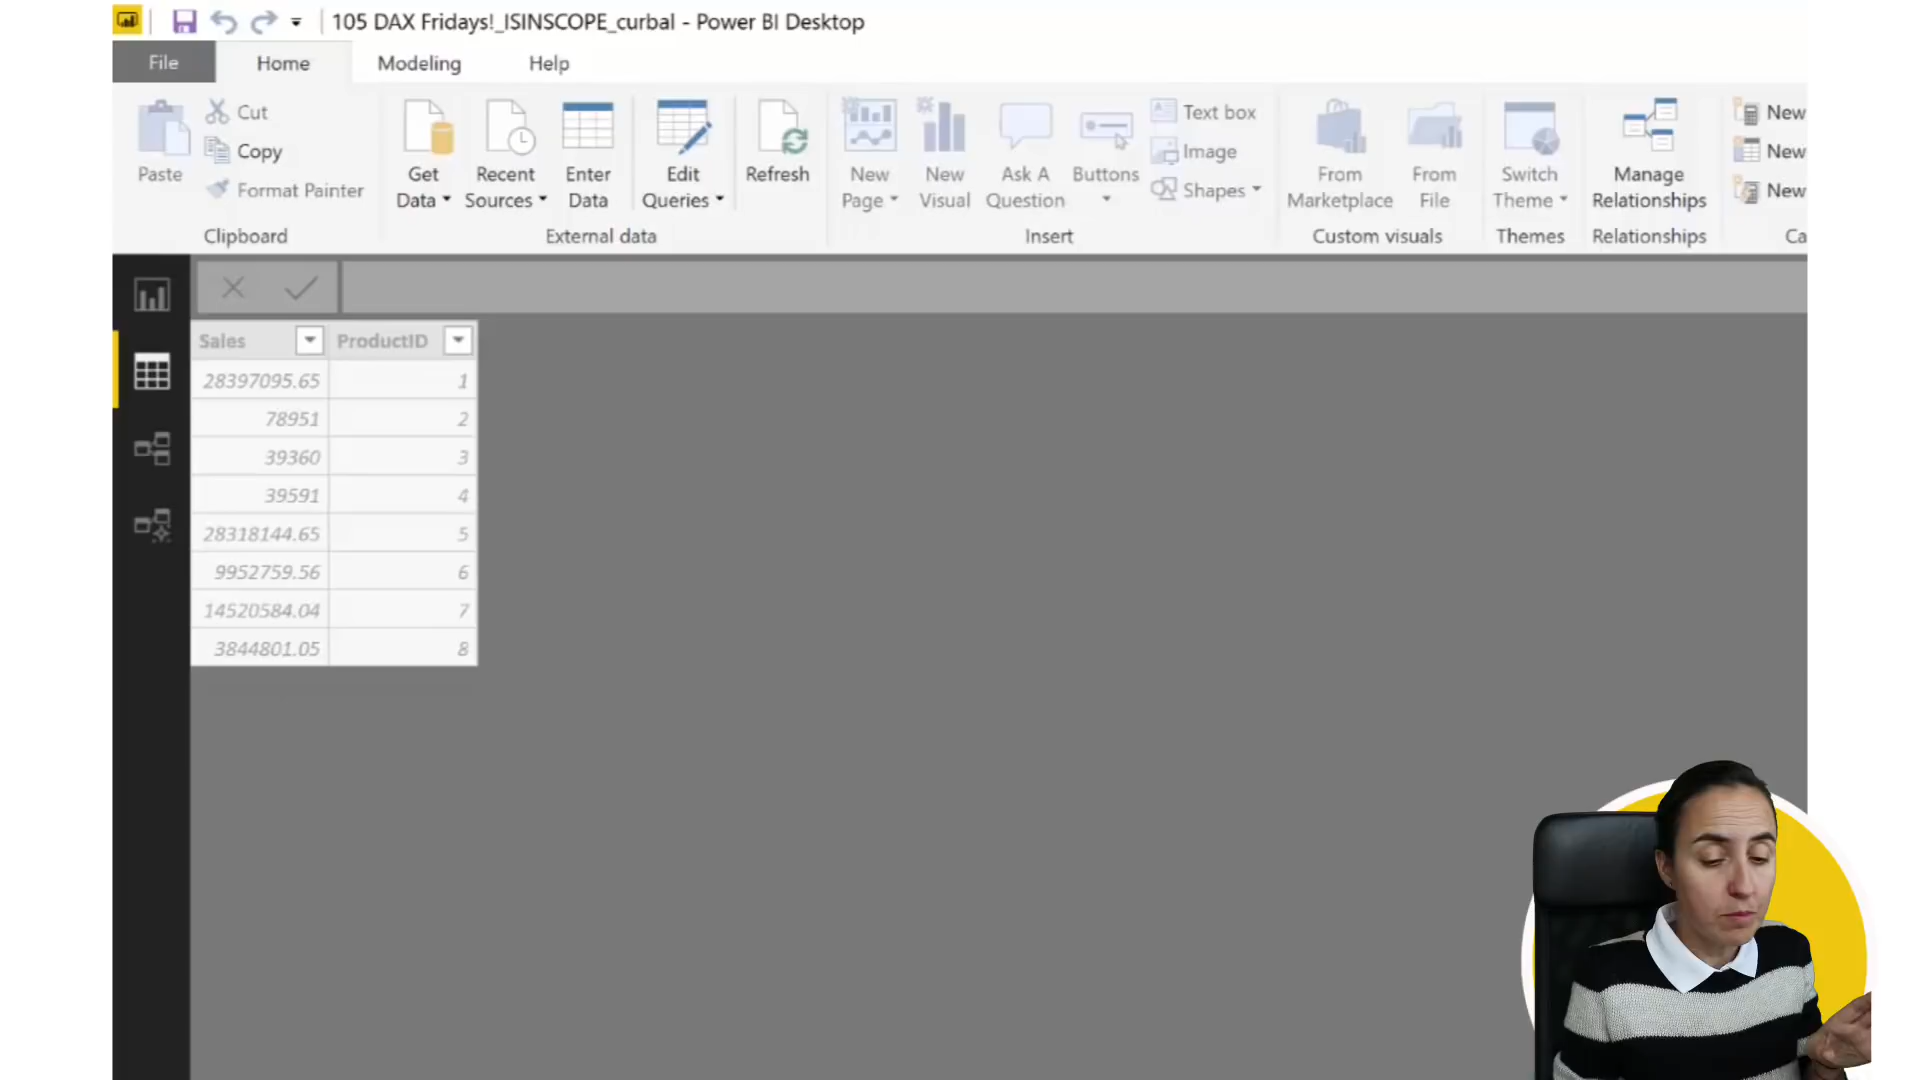 105 DAX Fridays!_ISINSCOPE_curbal - Power BI Desktop
File Home Modeling Help
Paste
Cut
Copy
Format Painter
Clipboard
Get Data
Recent Sources
Enter Data
Edit Queries
Refresh
External data
New Page
New Visual
Ask A Question
Buttons
Text box
Image
Shapes
Insert
From Marketplace
From File
Custom visuals
Switch Theme
Themes
Manage Relationships
Relationships
New
New
New
Ca
Sales ProductID
28397095.65 1
78951 2
39360 3
39591 4
28318144.65 5
9952759.56 6
14520584.04 7
3844801.05 8